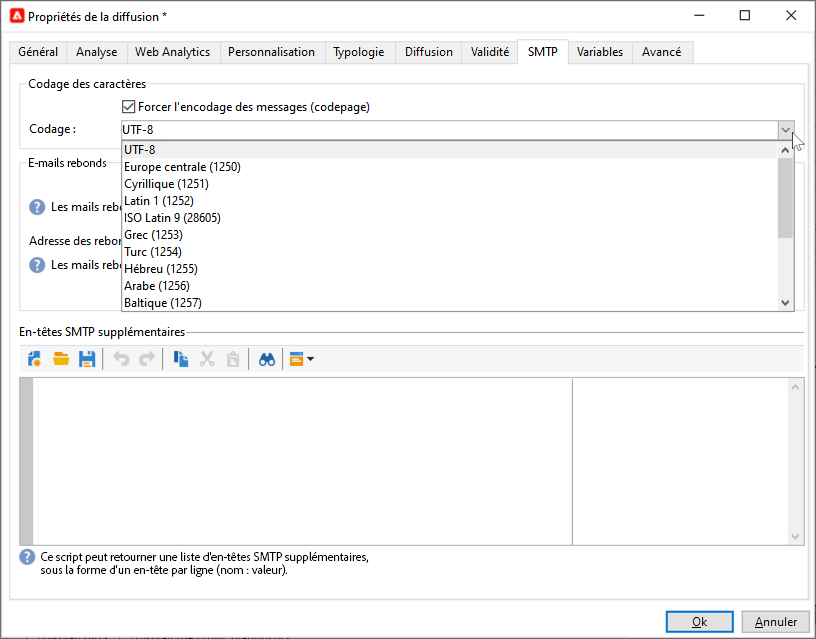 Propriétés de la diffusion *
Général Analyse Web Analytics Personnalisation Typologie Diffusion Validité SMTP Variables Avancé
Codage des caractères
Forcer l'encodage des messages (codepage)
Codage : UTF-8
UTF-8
Europe centrale (1250)
E-mails rebonds
Cyrillique (1251)
Latin 1 (1252)
Les mails
ISO Latin 9 (28605)
Grec (1253)
Adresse des
Turc (1254)
Les mails
Hébreu (1255)
Arabe (1256)
Baltique (1257)
En-têtes SMTP supplémentaires
Ce script peut retourner une liste d'en-têtes SMTP supplémentaires,
sous la forme d'un en-tête par ligne (nom : valeur).
Ok Annuler